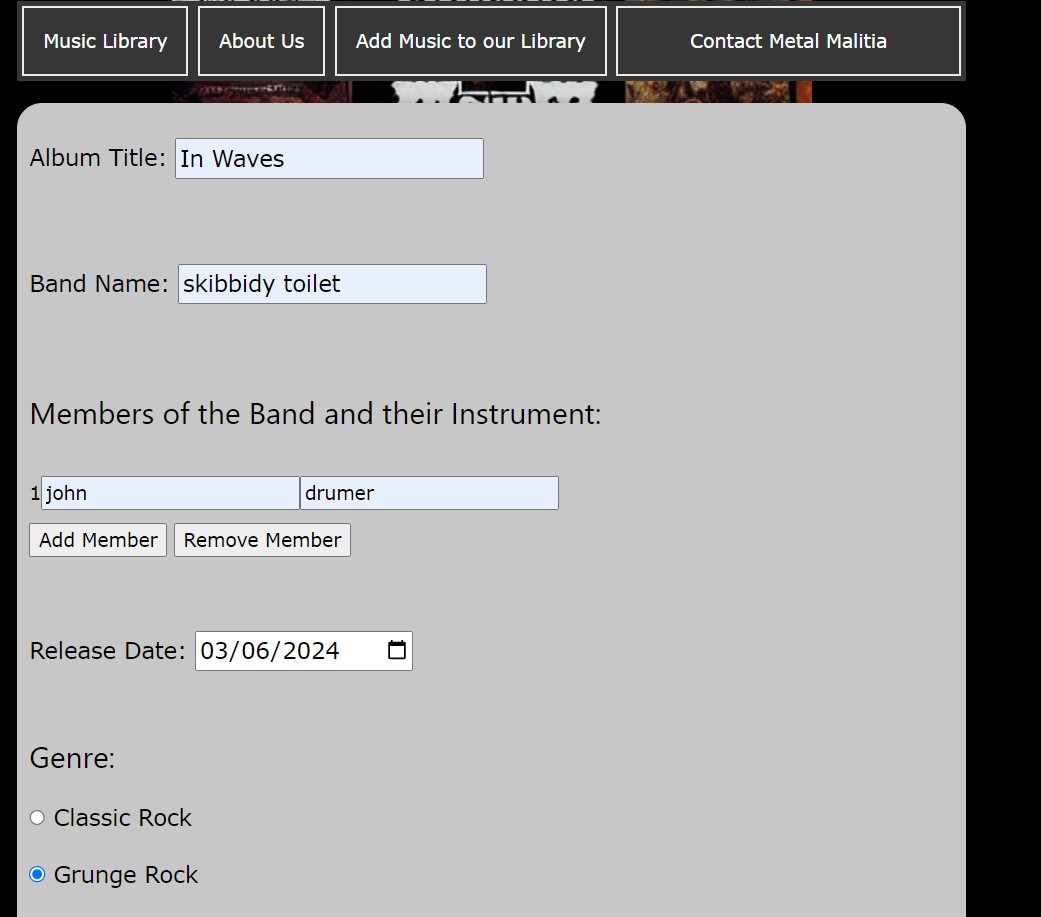 Music Library About Us Add Music to our Library Contact Metal Malitia
Album Title: In Waves
Band Name: skibbidy toilet
Members of the Band and their Instrument:
1 john drumer
Add Member Remove Member
Release Date: 03/06/2024
Genre:
Classic Rock
Grunge Rock